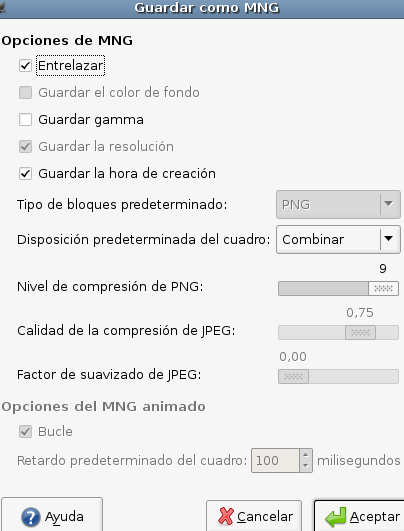 Guardar como MNG
Opciones de MNG
Entrelazar
Guardar el color de fondo
Guardar gamma
Guardar la resolución
Guardar la hora de creación
Tipo de bloques predeterminado: PNG
Disposición predeterminada del cuadro: Combinar
9
Nivel de compresión de PNG:
0,75
Calidad de la compresión de JPEG:
0,00
Factor de suavizado de JPEG:
Opciones del MNG animado
Bucle
Retardo predeterminado del cuadro: 100 milisegundos
Ayuda Cancelar Aceptar